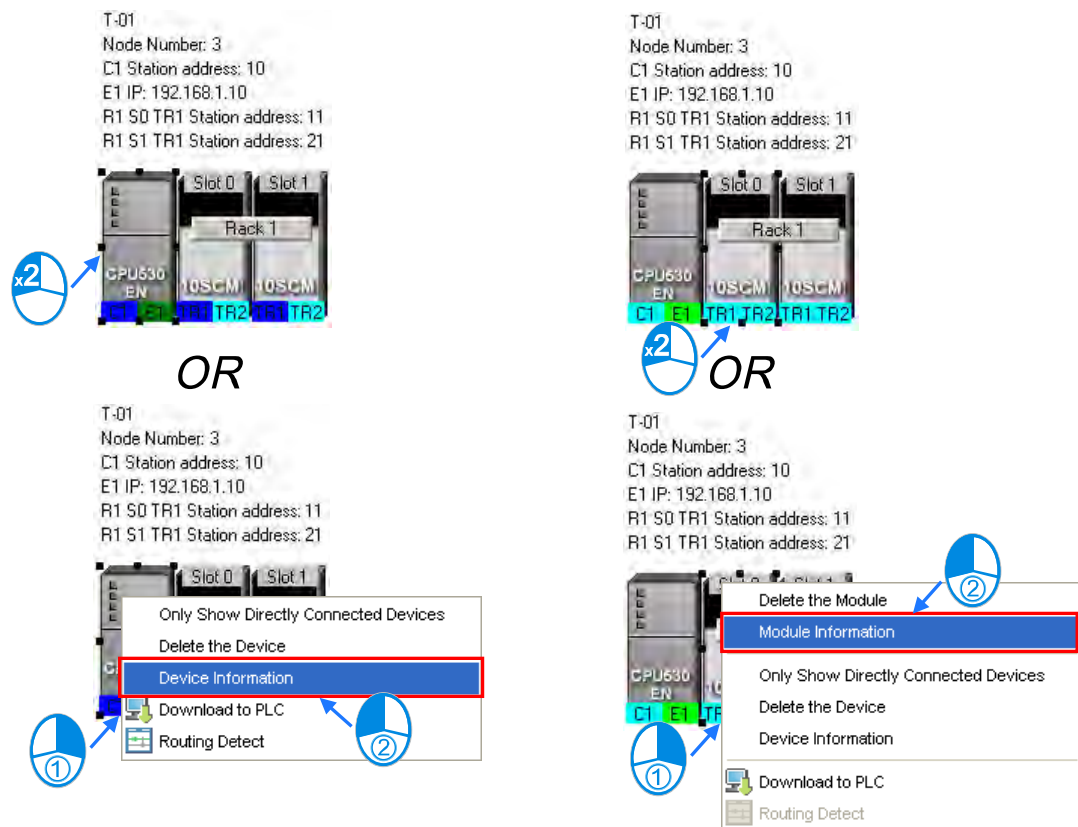 T-01
Node Number: 3
C1 Station address: 10
E1 IP: 192.168.1.10
R1 S0 TR1 Station address: 11
R1 S1 TR1 Station address: 21
Slot 0 Slot 1
Rack 1
CPU530
EN
10SCM 10SCM
C1 E1 TR1 TR2 TR1 TR2
x2
OR
T-01
Node Number: 3
C1 Station address: 10
E1 IP: 192.168.1.10
R1 S0 TR1 Station address: 11
R1 S1 TR1 Station address: 21
Slot 0 Slot 1
Only Show Directly Connected Devices
Delete the Device
Device Information
Download to PLC
Routing Detect
1
2
T-01
Node Number: 3
C1 Station address: 10
E1 IP: 192.168.1.10
R1 S0 TR1 Station address: 11
R1 S1 TR1 Station address: 21
Slot 0 Slot 1
Rack 1
CPU530
EN
10SCM 10SCM
C1 E1 TR1 TR2 TR1 TR2
x2
OR
T-01
Node Number: 3
C1 Station address: 10
E1 IP: 192.168.1.10
R1 S0 TR1 Station address: 11
R1 S1 TR1 Station address: 21
CPU530
EN
C1 E1
Delete the Module
Module Information
Only Show Directly Connected Devices
Delete the Device
Device Information
Download to PLC
Routing Detect
1
2